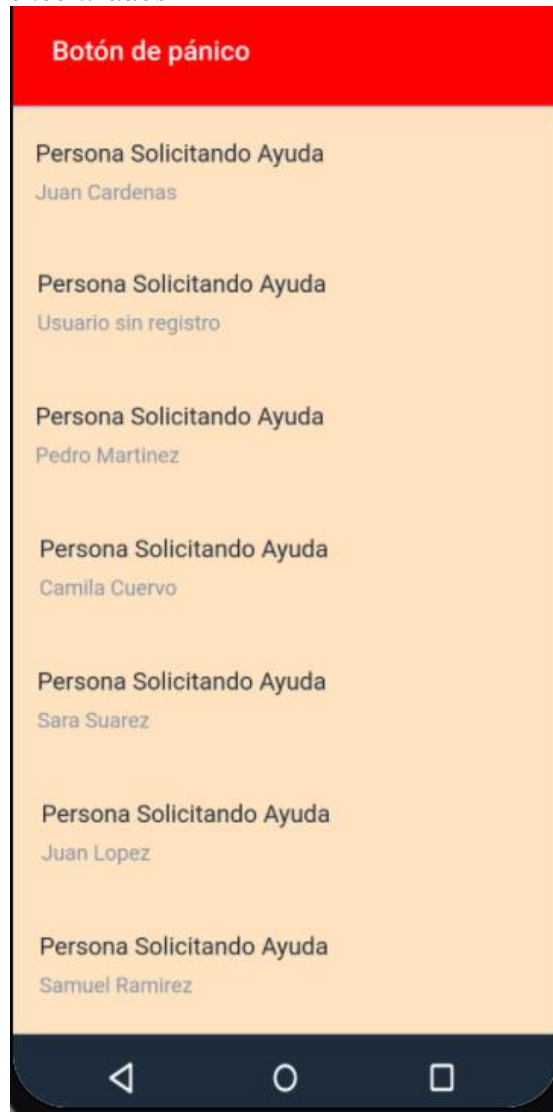 Botón de pánico
Persona Solicitando Ayuda
Juan Cardenas
Persona Solicitando Ayuda
Usuario sin registro
Persona Solicitando Ayuda
Pedro Martinez
Persona Solicitando Ayuda
Camila Cuervo
Persona Solicitando Ayuda
Sara Suarez
Persona Solicitando Ayuda
Juan Lopez
Persona Solicitando Ayuda
Samuel Ramirez